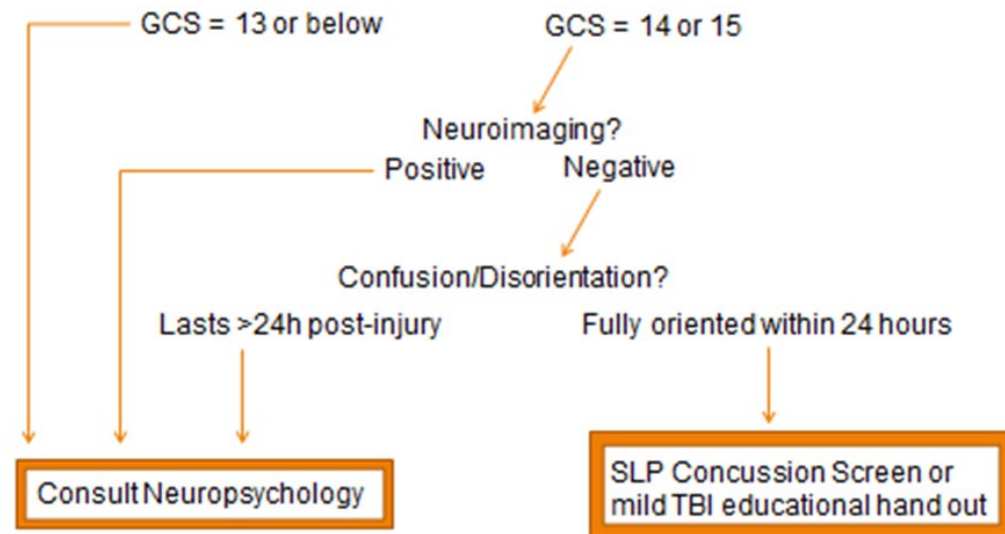 GCS = 13 or below
GCS = 14 or 15
Neuroimaging?
Positive
Negative
Confusion/Disorientation?
Lasts >24h post-injury
Fully oriented within 24 hours
Consult Neuropsychology
SLP Concussion Screen or
mild TBI educational hand out